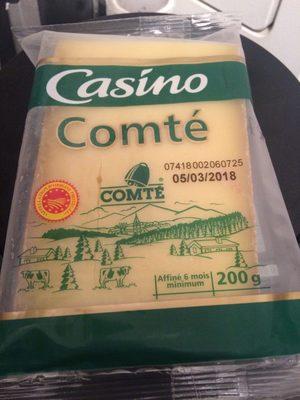 Casino
Comté
07418002060725
05/03/2018
COMTÉ
Affiné 6 mois
minimum
200g